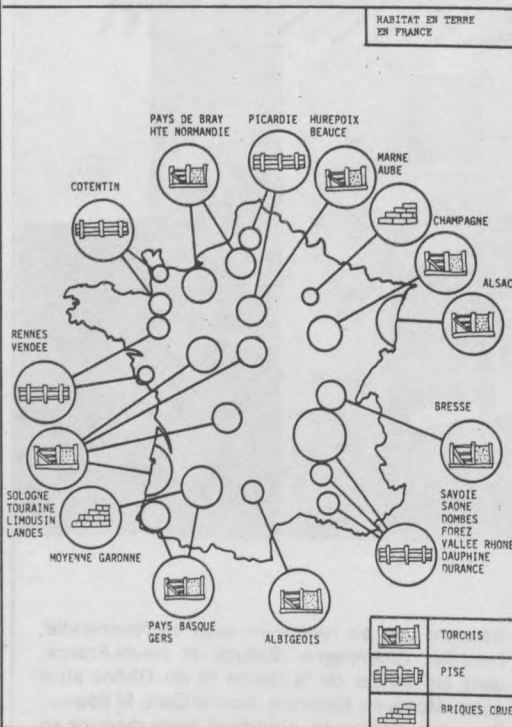 HABITAT EN TERRE
EN FRANCE
PAYS DE BRAY
HTE NORMANDIE
PICARDIE
HUREPOIX
BEAUCE
MARNE
AUBE
COTENTIN
CHAMPAGNE
ALSAC
RENNES
VENDEE
BRESSE
SOLOGNE
TOURAINE
LIMOUSIN
LANDES
SAVOIE
SAONE
DOMBES
FOREZ
VALLEE RHONE
DAUPHINE
DURANCE
MOYENNE GARONNE
PAYS BASQUE
GERS
ALBIGEOIS
TORCHIS
PISE
BRIQUES CRUE